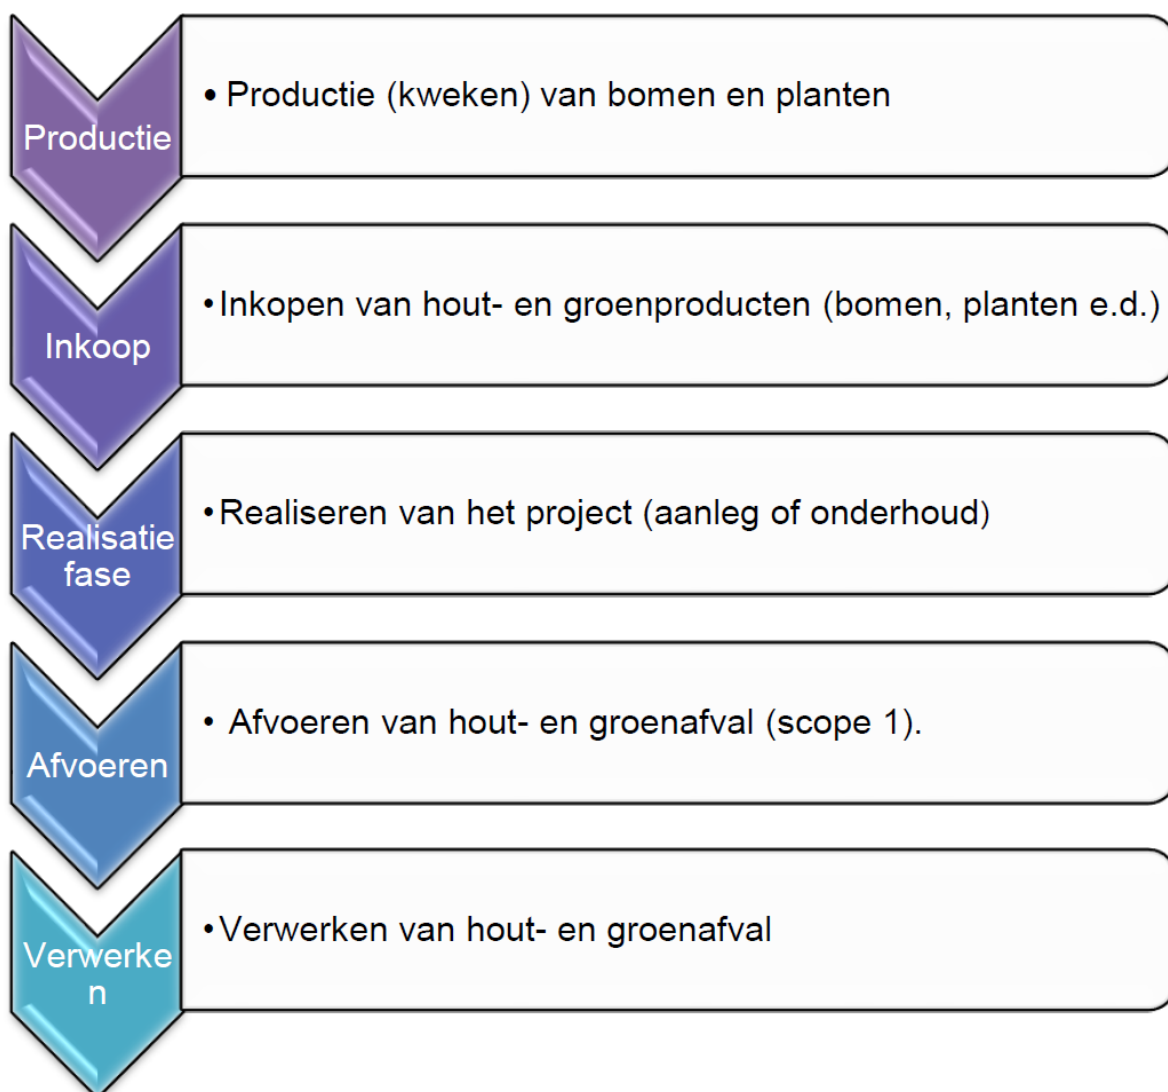 Productie
• Productie (kweken) van bomen en planten
Inkoop
• Inkopen van hout- en groenproducten (bomen, planten e.d.)
Realisatie
fase
• Realiseren van het project (aanleg of onderhoud)
Afvoeren
• Afvoeren van hout- en groenafval (scope 1).
Verwerke
n
• Verwerken van hout- en groenafval